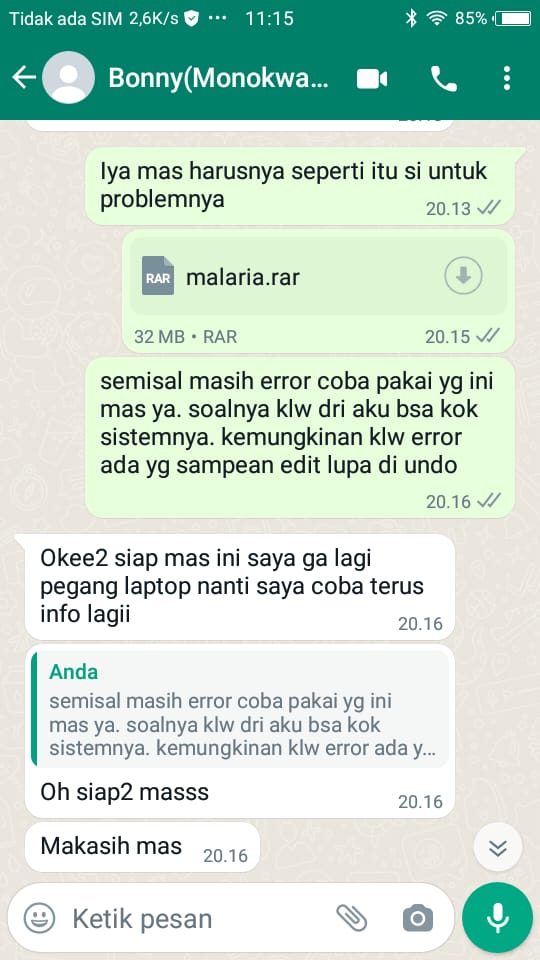 Tidak ada SIM 2,6K/s ••• 11:15 85%
Bonny(Monokwa...
Iya mas harusnya seperti itu si untuk
problemnya
20.13
RAR malaria.rar
32 MB • RAR 20.15
semisal masih error coba pakai yg ini
mas ya. soalnya klw dri aku bsa kok
sistemnya. kemungkinan klw error
ada yg sampean edit lupa di undo
20.16
Okee2 siap mas ini saya ga lagi
pegang laptop nanti saya coba terus
info lagii
20.16
Anda
semisal masih error coba pakai yg ini
mas ya. soalnya klw dri aku bsa kok
sistemnya. kemungkinan klw error ada y...
Oh siap2 masss
20.16
Makasih mas 20.16
Ketik pesan